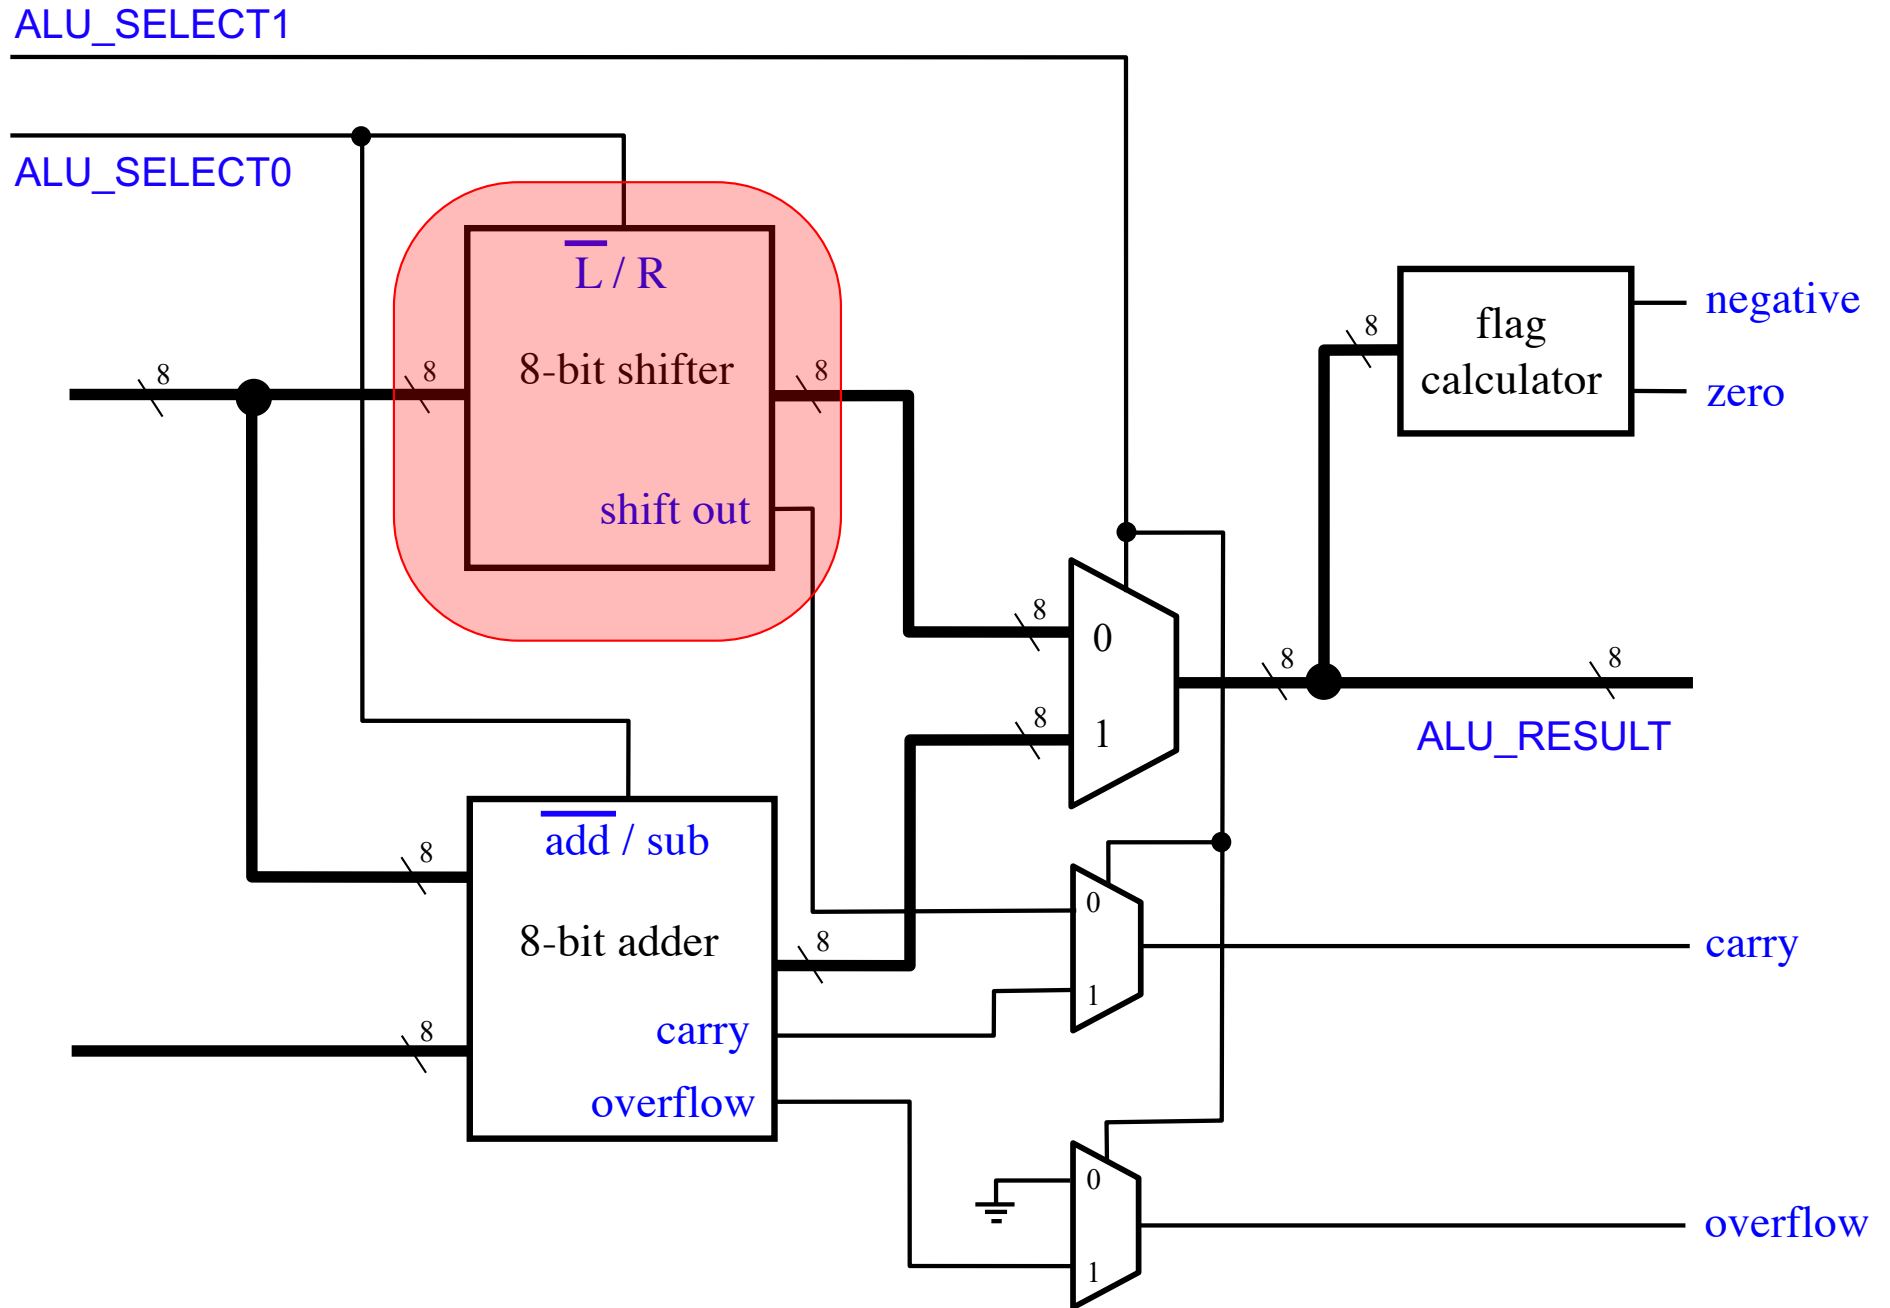 ALU_SELECT1
ALU_SELECT0
L / R
8-bit shifter
shift out
8
8
8
flag
calculator
8
negative
zero
8
0
8
1
8
8
ALU_RESULT
add / sub
8-bit adder
carry
overflow
8
8
8
0
1
carry
0
1
overflow